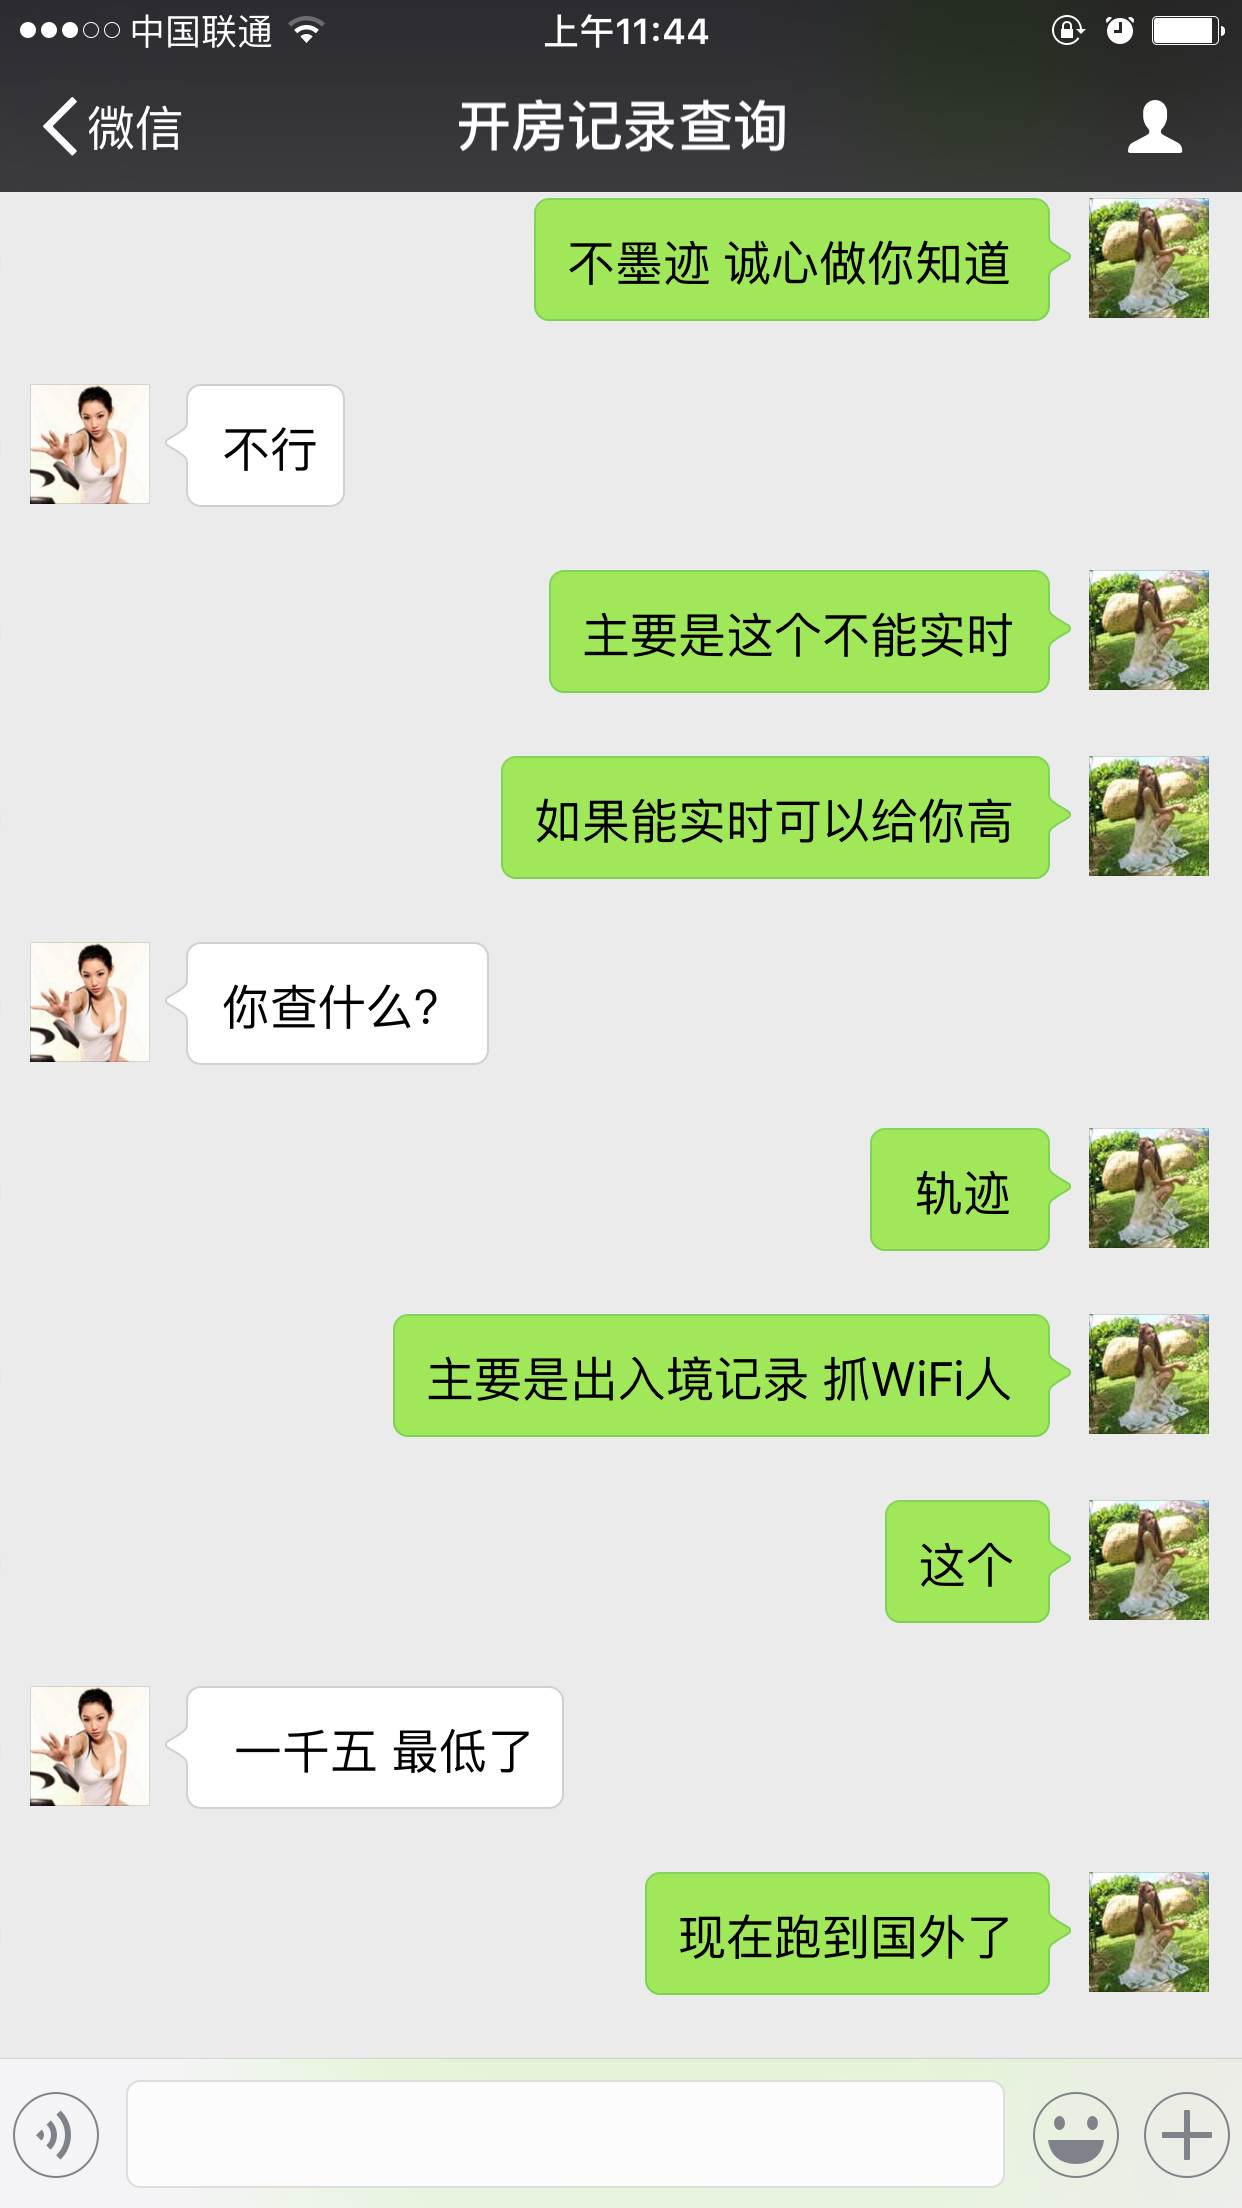 中国联通 上午11:44
微信 开房记录查询
不墨迹 诚心做你知道
不行
主要是这个不能实时
如果能实时可以给你高
你查什么?
轨迹
主要是出入境记录 抓WiFi人
这个
一千五 最低了
现在跑到国外了